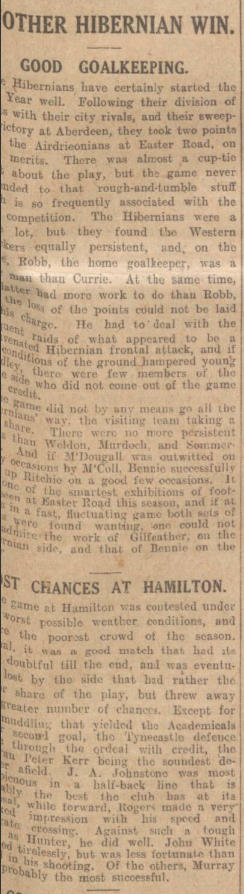 OTHER HIBERNIAN WIN.
GOOD GOALKEEPING.
Hibernians have certainly started the
Year well. Following their division of
with their city rivals, and their sweep-
victory at Aberdeen, they took two points
the Airdrieonians at Easter Road, on
merits. There was almost a cup-tie
about the play, but the game never
nded to that rough-and-tumble stuff
is so frequently associated with the
competition. The Hibernians were a
lot, but they found the Western
kers equally persistent, and, on the
Robb, the home goalkeeper, was a
man than Currie. At the same time,
latter had more work to do than Robb,
the loss of the points could not be laid
his charge. He had to deal with the
quent raids of what appeared to be a
venated Hibernian frontal attack, and if
conditions of the ground hampered young
dley, there were few members of the
side who did not come out of the game
credit.
game did not by any means go all the
rnians' way, the visiting team taking a
share. There were no more persistent
than Weldon, Murdoch, and Sommer-
And if M'Dougall was outwitted on
occasions by M'Coll, Bennie successfully
up Ritchie on a good few occasions. It
one of the smartest exhibitions of foot-
seen at Easter Road this season, and if at
in a fast, fluctuating game both sets of
were found wanting, one could not
admire the work of Gilfeather, on the
rnian side, and that of Bennie on the
ST CHANCES AT HAMILTON.
game at Hamilton was contested under
worst possible weather conditions, and
the poorest crowd of the season.
al, it was a good match that had its
doubtful till the end, and was eventu-
lost by the side that had rather the
share of the play, but threw away
greater number of chances. Except for
muddling that yielded the Academicals
second goal, the Tynecastle defence
through the ordeal with credit, the
an Peter Kerr being the soundest de-
afield. J. A. Johnstone was most
icuous in a half-back line that is
ably the best the club has at its
sal, while forward, Rogers made a very
ed impression with his speed and
ate crossing. Against such a tough
as Hunter, he did well. John White
ed tirelessly, but was less fortunate than
in his shooting. Of the others, Murray
probably the most successful.